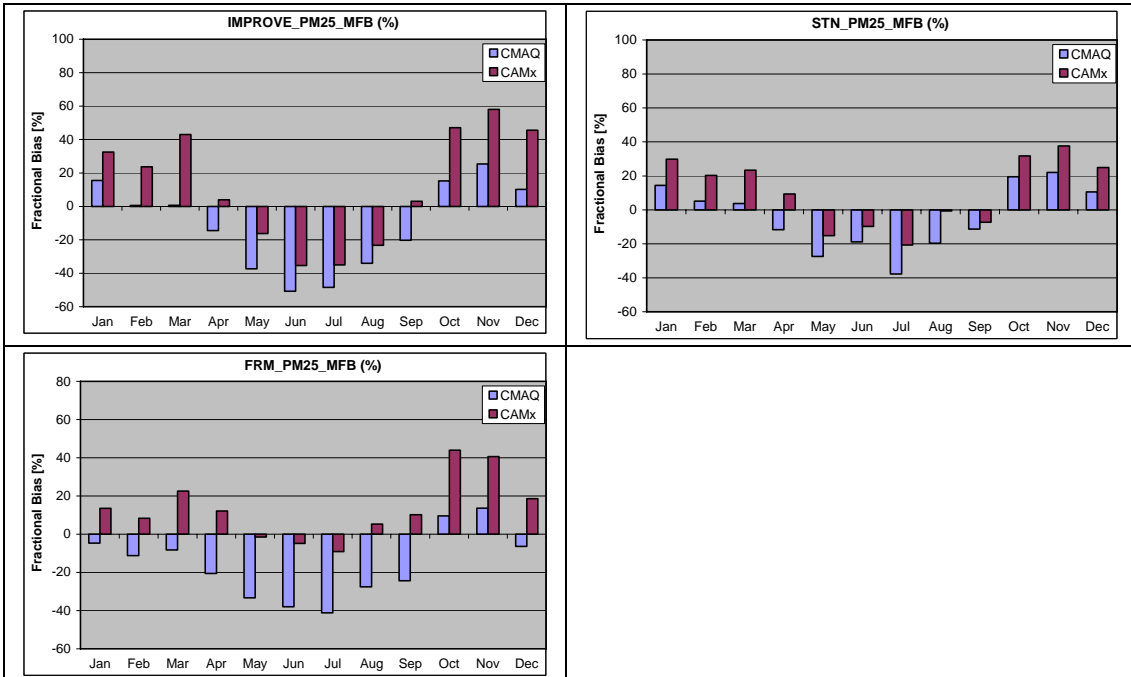 IMPROVE_PM25_MFB (%)
Fractional Bias [%]
100
80
60
40
20
0
-20
-40
-60
CMAQ
CAMx
Jan Feb Mar Apr May Jun Jul Aug Sep Oct Nov Dec
STN_PM25_MFB (%)
Fractional Bias [%]
100
80
60
40
20
0
-20
-40
-60
CMAQ
CAMx
Jan Feb Mar Apr May Jun Jul Aug Sep Oct Nov Dec
FRM_PM25_MFB (%)
Fractional Bias [%]
80
60
40
20
0
-20
-40
-60
CMAQ
CAMx
Jan Feb Mar Apr May Jun Jul Aug Sep Oct Nov Dec